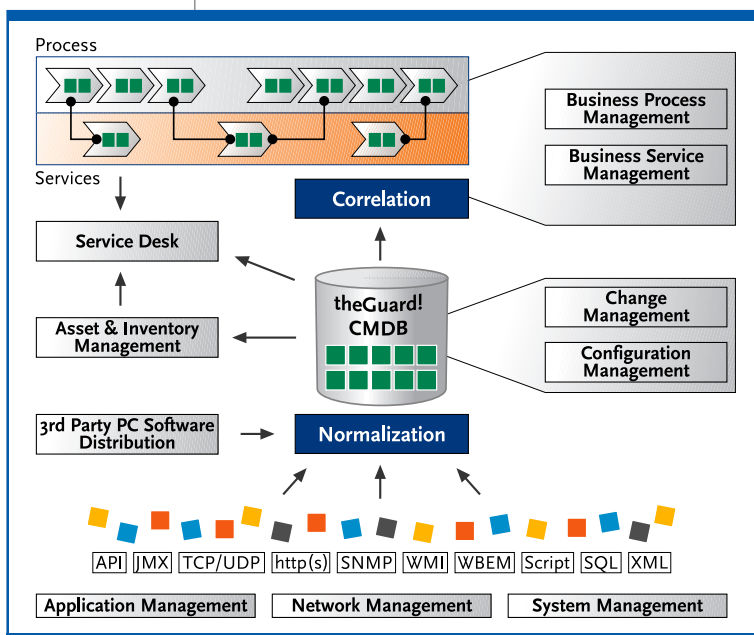 Process
Business Process
Management
Business Service
Management
Services
Correlation
Service Desk
theGuard!
CMDB
Change
Management
Asset & Inventory
Management
Configuration
Management
3rd Party PC Software
Distribution
Normalization
API JMX TCP/UDP http(s) SNMP WMI WBEM Script SQL XML
Application Management Network Management System Management